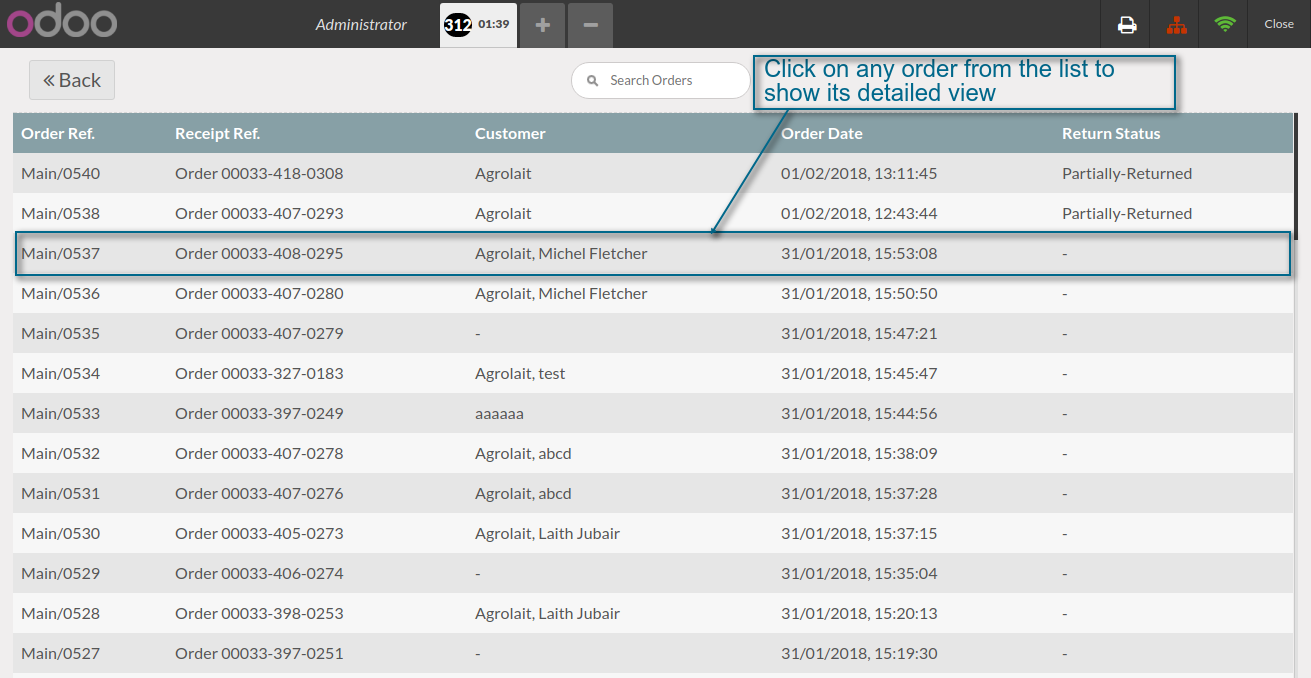 odoo
Administrator
312 01:39
+
−
Close
« Back
Search Orders
Click on any order from the list to
show its detailed view
Order Ref. Receipt Ref. Customer Order Date Return Status
Main/0540 Order 00033-418-0308 Agrolait 01/02/2018, 13:11:45 Partially-Returned
Main/0538 Order 00033-407-0293 Agrolait 01/02/2018, 12:43:44 Partially-Returned
Main/0537 Order 00033-408-0295 Agrolait, Michel Fletcher 31/01/2018, 15:53:08 -
Main/0536 Order 00033-407-0280 Agrolait, Michel Fletcher 31/01/2018, 15:50:50 -
Main/0535 Order 00033-407-0279 - 31/01/2018, 15:47:21 -
Main/0534 Order 00033-327-0183 Agrolait, test 31/01/2018, 15:45:47 -
Main/0533 Order 00033-397-0249 aaaaaa 31/01/2018, 15:44:56 -
Main/0532 Order 00033-407-0278 Agrolait, abcd 31/01/2018, 15:38:09 -
Main/0531 Order 00033-407-0276 Agrolait, abcd 31/01/2018, 15:37:28 -
Main/0530 Order 00033-405-0273 Agrolait, Laith Jubair 31/01/2018, 15:37:15 -
Main/0529 Order 00033-406-0274 - 31/01/2018, 15:35:04 -
Main/0528 Order 00033-398-0253 Agrolait, Laith Jubair 31/01/2018, 15:20:13 -
Main/0527 Order 00033-397-0251 - 31/01/2018, 15:19:30 -